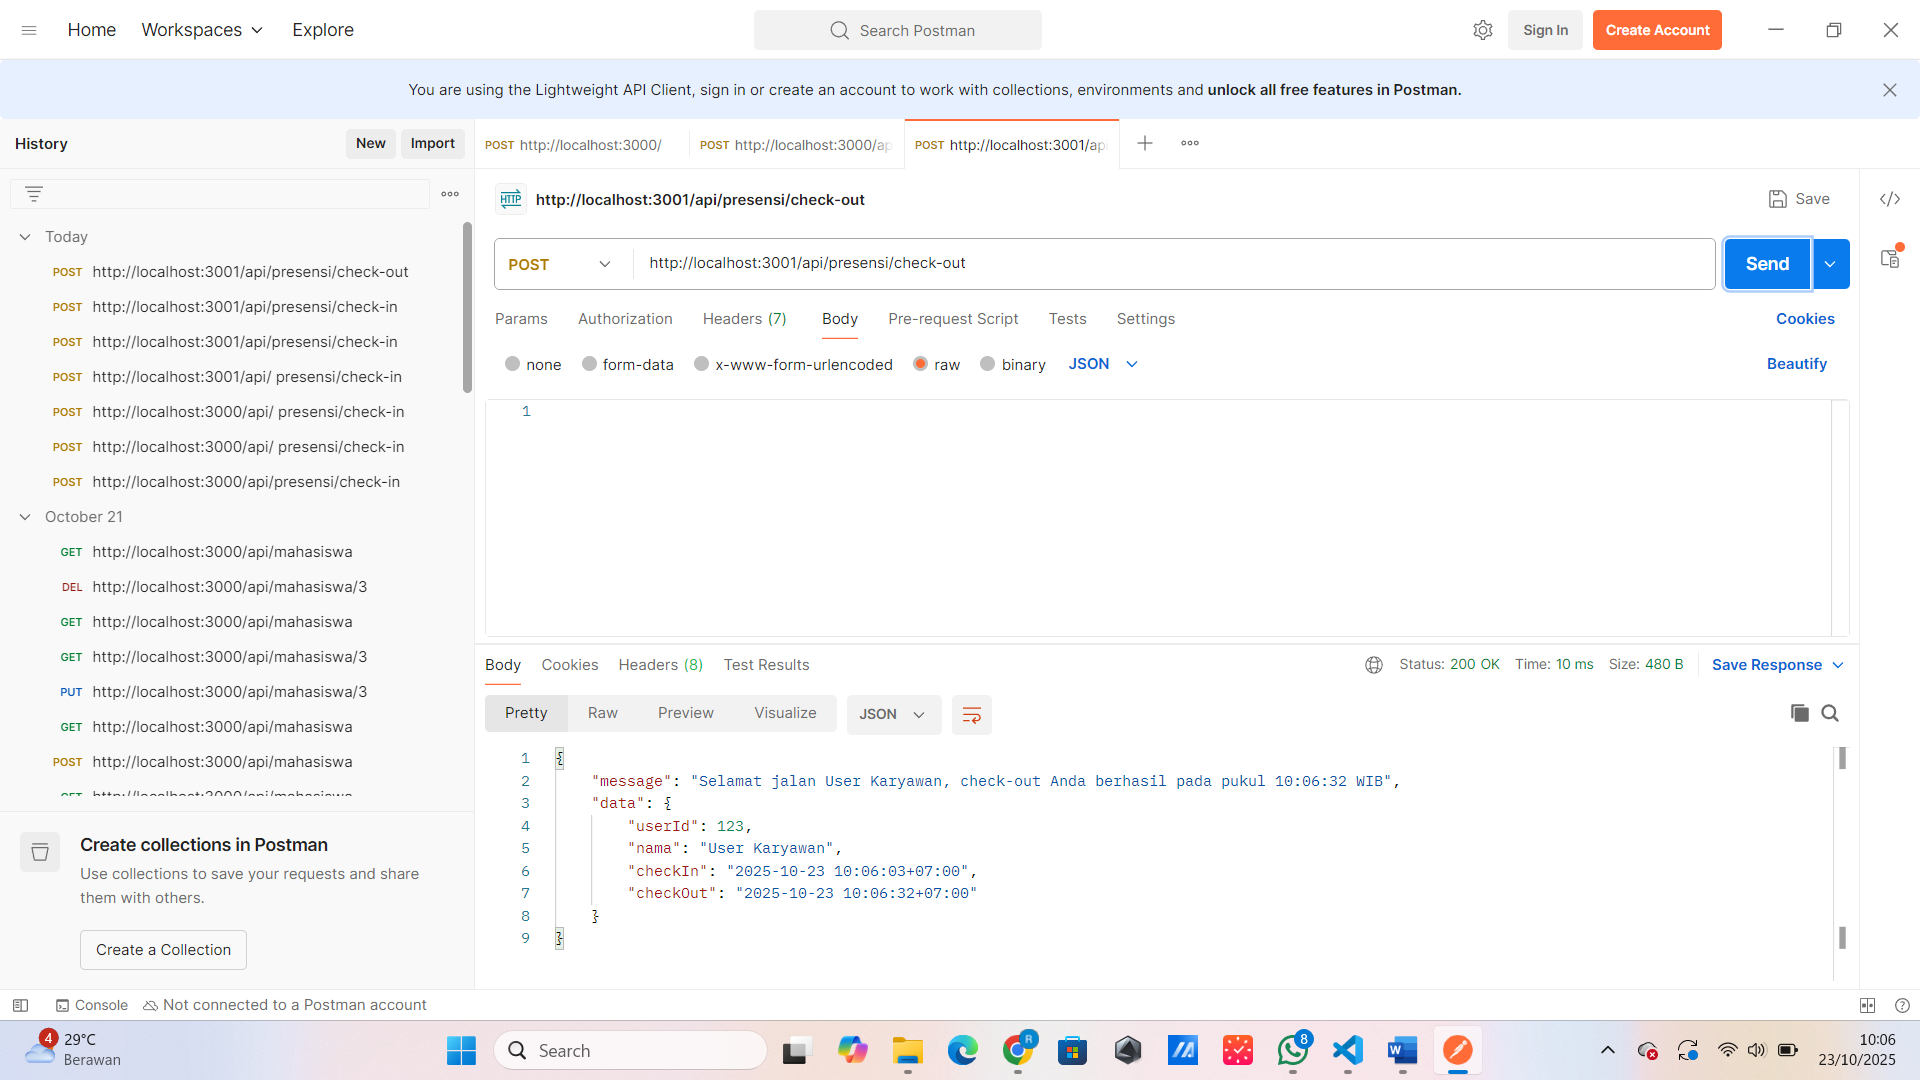 Home Workspaces Explore Search Postman Sign In Create Account
You are using the Lightweight API Client, sign in or create an account to work with collections, environments and unlock all free features in Postman.
History New Import
POST http://localhost:3000/ POST http://localhost:3000/ap POST http://localhost:3001/api
Today
POST http://localhost:3001/api/presensi/check-out
POST http://localhost:3001/api/presensi/check-in
POST http://localhost:3001/api/presensi/check-in
POST http://localhost:3001/api/ presensi/check-in
POST http://localhost:3000/api/ presensi/check-in
POST http://localhost:3000/api/ presensi/check-in
POST http://localhost:3000/api/presensi/check-in
October 21
GET http://localhost:3000/api/mahasiswa
DEL http://localhost:3000/api/mahasiswa/3
GET http://localhost:3000/api/mahasiswa
GET http://localhost:3000/api/mahasiswa/3
PUT http://localhost:3000/api/mahasiswa/3
GET http://localhost:3000/api/mahasiswa
POST http://localhost:3000/api/mahasiswa
GET http://localhost:3000/api/mahasiswa
Create collections in Postman
Use collections to save your requests and share
them with others.
Create a Collection
HTTP http://localhost:3001/api/presensi/check-out Save
POST http://localhost:3001/api/presensi/check-out Send
Params Authorization Headers (7) Body Pre-request Script Tests Settings Cookies
none form-data x-www-form-urlencoded raw binary JSON Beautify
1
Body Cookies Headers (8) Test Results Status: 200 OK Time: 10 ms Size: 480 B Save Response
Pretty Raw Preview Visualize JSON
1 {
2 "message": "Selamat jalan User Karyawan, check-out Anda berhasil pada pukul 10:06:32 WIB",
3 "data": {
4 "userId": 123,
5 "nama": "User Karyawan",
6 "checkIn": "2025-10-23 10:06:03+07:00",
7 "checkOut": "2025-10-23 10:06:32+07:00"
8 }
9 }
Console Not connected to a Postman account
4 29°C
Berawan
Search
R
8
10:06
23/10/2025